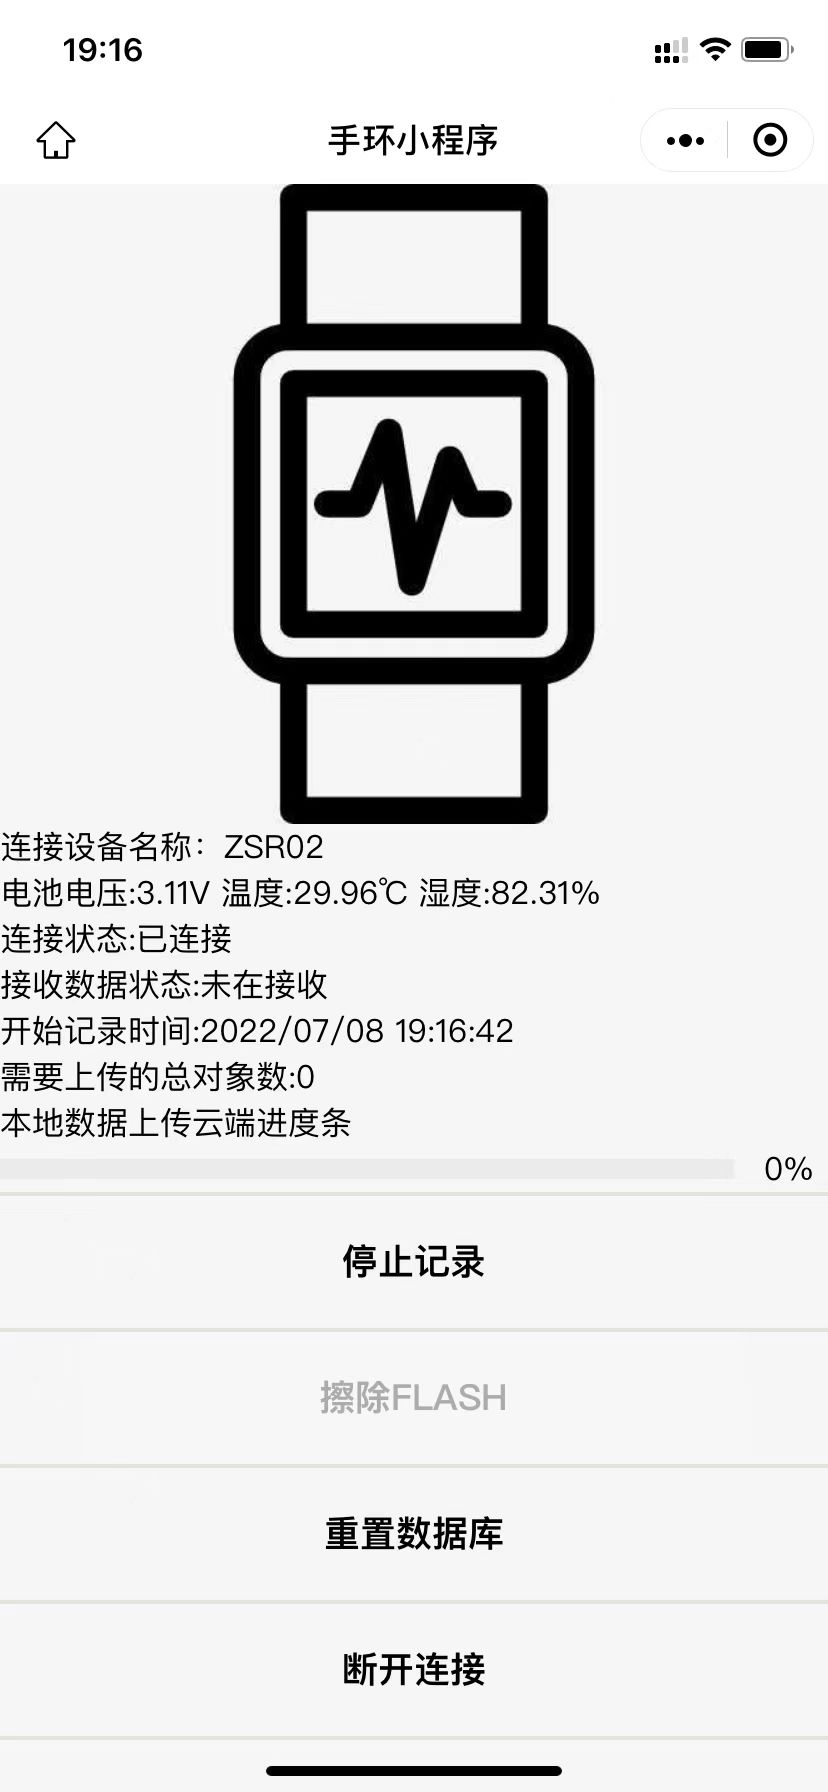 19:16
手环小程序
连接设备名称：ZSR02
电池电压:3.11V 温度:29.96℃ 湿度:82.31%
连接状态:已连接
接收数据状态:未在接收
开始记录时间:2022/07/08 19:16:42
需要上传的总对象数:0
本地数据上传云端进度条
0%
停止记录
擦除FLASH
重置数据库
断开连接